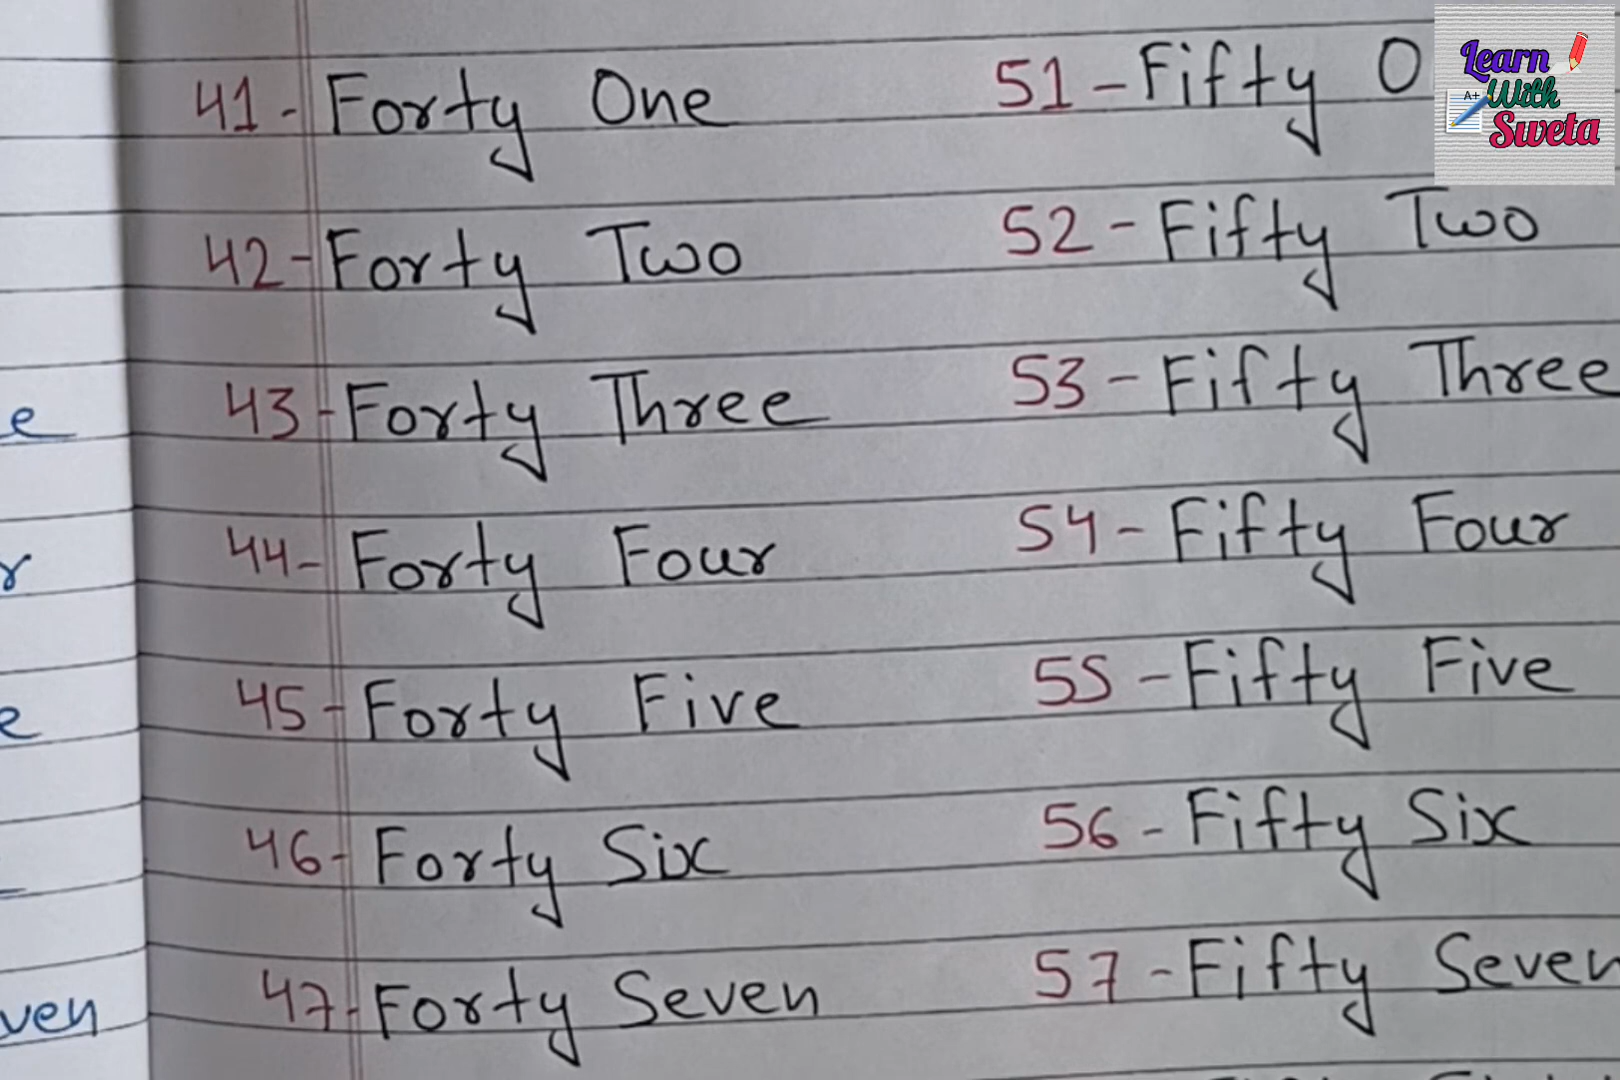 41 - Forty One 51 - Fifty
42 - Forty Two 52 - Fifty Two
43 - Forty Three 53 - Fifty Three
44 - Forty Four 54 - Fifty Four
45 - Forty Five 55 - Fifty Five
46 - Forty Six 56 - Fifty Six
47 - Forty Seven 57 - Fifty Seven
Learn
A+ With
Sweta